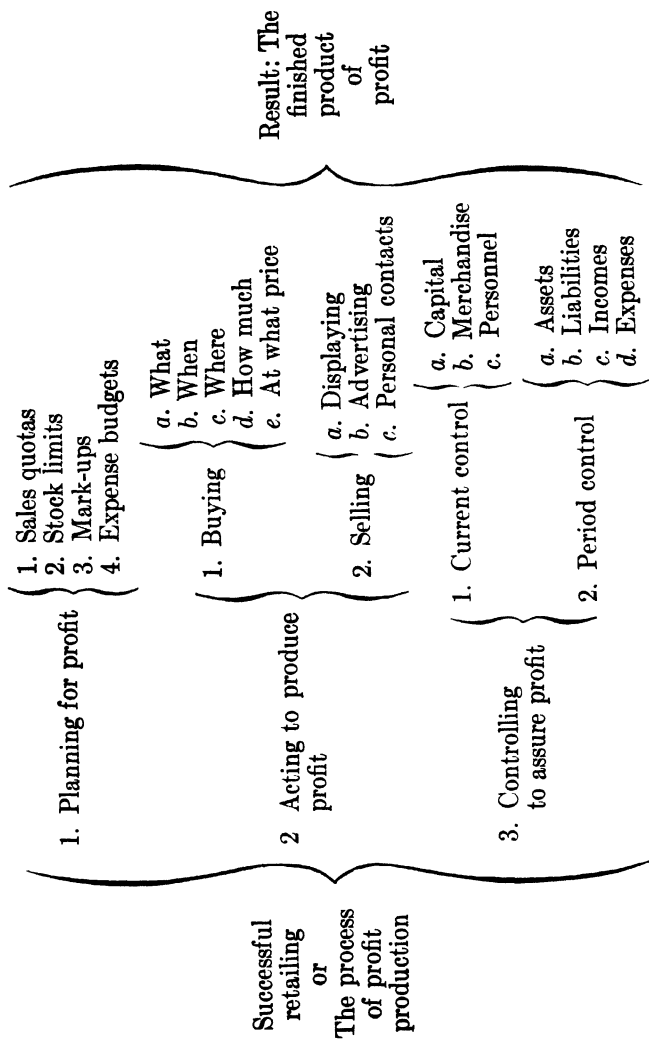 Successful
retailing
or
The process
of profit
production
1. Planning for profit
1. Sales quotas
2. Stock limits
3. Mark-ups
4. Expense budgets
2 Acting to produce
profit
1. Buying
a. What
b. When
c. Where
d. How much
e. At what price
2. Selling
a. Displaying
b. Advertising
c. Personal contacts
3. Controlling
to assure profit
1. Current control
a. Capital
b. Merchandise
c. Personnel
2. Period control
a. Assets
b. Liabilities
c. Incomes
d. Expenses
Result: The
finished
product
of
profit